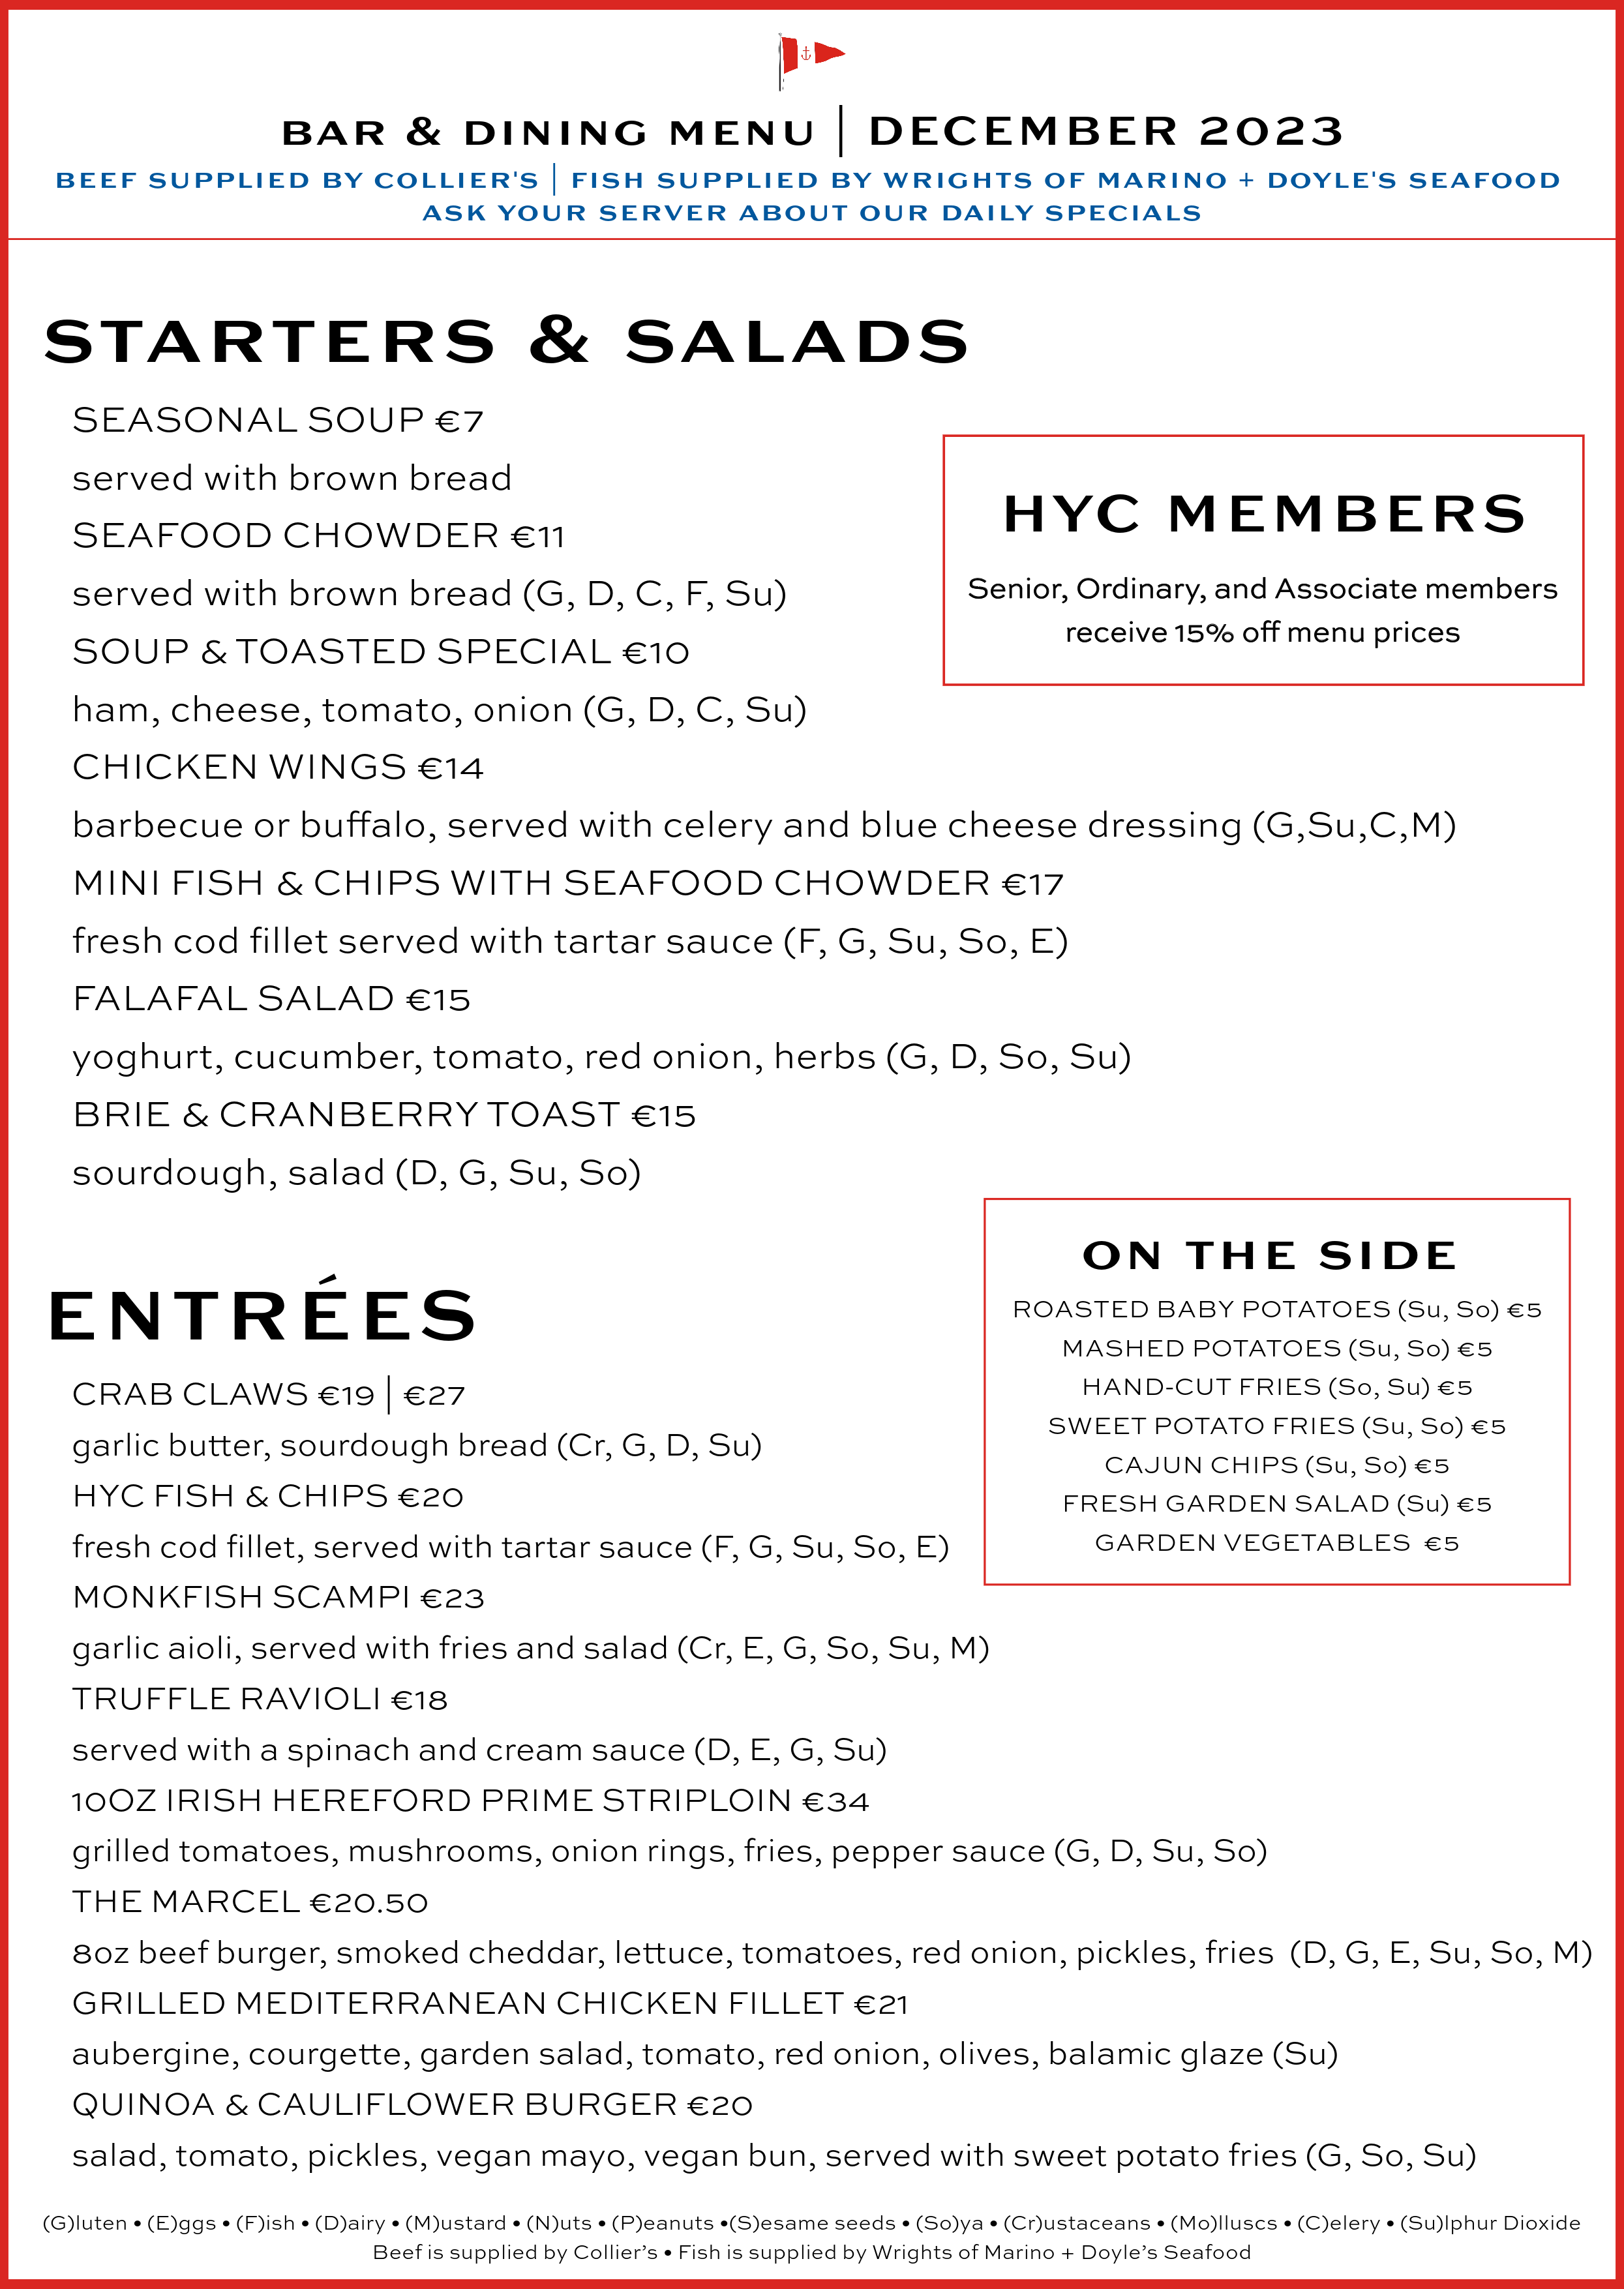 BAR & DINING MENU | DECEMBER 2023
BEEF SUPPLIED BY COLLIER'S | FISH SUPPLIED BY WRIGHTS OF MARINO + DOYLE'S SEAFOOD
ASK YOUR SERVER ABOUT OUR DAILY SPECIALS
STARTERS & SALADS
SEASONAL SOUP €7
served with brown bread
SEAFOOD CHOWDER €11
served with brown bread (G, D, C, F, Su)
SOUP & TOASTED SPECIAL €10
ham, cheese, tomato, onion (G, D, C, Su)
CHICKEN WINGS €14
barbecue or buffalo, served with celery and blue cheese dressing (G,Su,C,M)
MINI FISH & CHIPS WITH SEAFOOD CHOWDER €17
fresh cod fillet served with tartar sauce (F, G, Su, So, E)
FALAFAL SALAD €15
yoghurt, cucumber, tomato, red onion, herbs (G, D, So, Su)
BRIE & CRANBERRY TOAST €15
sourdough, salad (D, G, Su, So)
HYC MEMBERS
Senior, Ordinary, and Associate members
receive 15% off menu prices
ENTRÉES
CRAB CLAWS €19 | €27
garlic butter, sourdough bread (Cr, G, D, Su)
HYC FISH & CHIPS €20
fresh cod fillet, served with tartar sauce (F, G, Su, So, E)
MONKFISH SCAMPI €23
garlic aioli, served with fries and salad (Cr, E, G, So, Su, M)
TRUFFLE RAVIOLI €18
served with a spinach and cream sauce (D, E, G, Su)
10OZ IRISH HEREFORD PRIME STRIPLOIN €34
grilled tomatoes, mushrooms, onion rings, fries, pepper sauce (G, D, Su, So)
THE MARCEL €20.50
8oz beef burger, smoked cheddar, lettuce, tomatoes, red onion, pickles, fries (D, G, E, Su, So, M)
GRILLED MEDITERRANEAN CHICKEN FILLET €21
aubergine, courgette, garden salad, tomato, red onion, olives, balamic glaze (Su)
QUINOA & CAULIFLOWER BURGER €20
salad, tomato, pickles, vegan mayo, vegan bun, served with sweet potato fries (G, So, Su)
ON THE SIDE
ROASTED BABY POTATOES (Su, So) €5
MASHED POTATOES (Su, So) €5
HAND-CUT FRIES (So, Su) €5
SWEET POTATO FRIES (Su, So) €5
CAJUN CHIPS (Su, So) €5
FRESH GARDEN SALAD (Su) €5
GARDEN VEGETABLES €5
(G)luten • (E)ggs • (F)ish • (D)airy • (M)ustard • (N)uts • (P)eanuts •(S)esame seeds • (So)ya • (Cr)ustaceans • (Mo)lluscs • (C)elery • (Su)lphur Dioxide
Beef is supplied by Collier’s • Fish is supplied by Wrights of Marino + Doyle’s Seafood